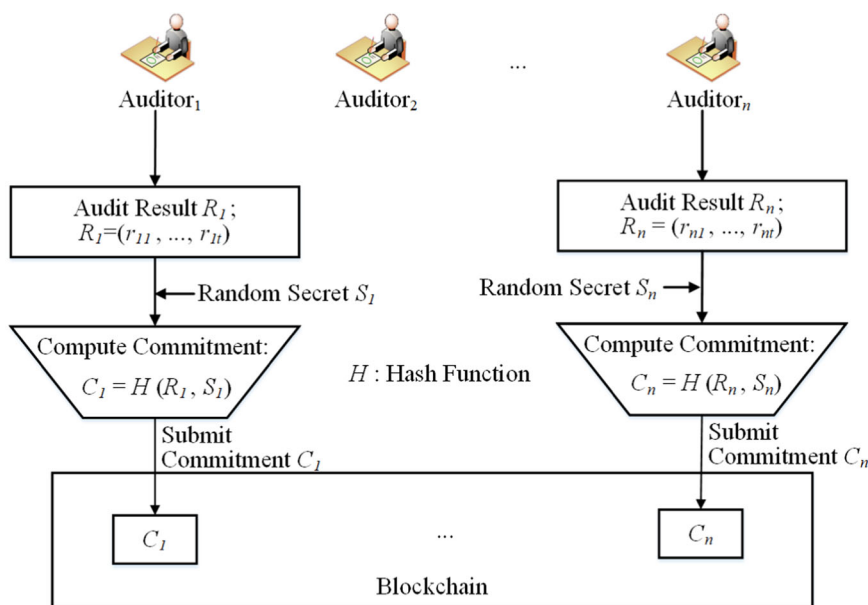 ...
Auditor₁
Auditor₂
Auditorₙ
Audit Result R₁;
R₁=(r₁₁, ..., r₁ₜ)
Audit Result Rₙ;
Rₙ = (rₙ₁, ..., rₙₜ)
Random Secret S₁
Random Secret Sₙ
Compute Commitment:
C₁ = H (R₁, S₁)
H : Hash Function
Compute Commitment:
Cₙ = H (Rₙ, Sₙ)
Submit
Commitment C₁
Submit
Commitment Cₙ
C₁
...
Cₙ
Blockchain